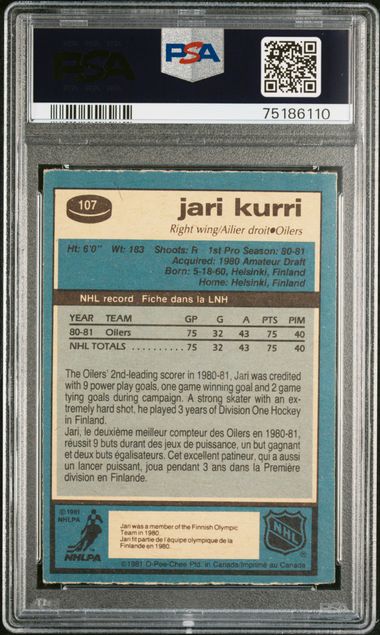 PSA
PSA
75186110
107
jari kurri
Right wing/Ailier droit●Oilers
Ht: 6'0" Wt: 183 Shoots: R 1st Pro Season: 80-81
Acquired: 1980 Amateur Draft
Born: 5-18-60, Helsinki, Finland
Home: Helsinki, Finland
NHL record Fiche dans la LNH
YEAR TEAM GP G A PTS PIM
80-81 Oilers 75 32 43 75 40
NHL TOTALS .......... 75 32 43 75 40
The Oilers' 2nd-leading scorer in 1980-81, Jari was credited
with 9 power play goals, one game winning goal and 2 game
tying goals during campaign. A strong skater with an ex-
tremely hard shot, he played 3 years of Division One Hockey
in Finland.
Jari, le deuxième meilleur compteur des Oilers en 1980-81,
réussit 9 buts durant des jeux de puissance, un but gagnant
et deux buts égalisateurs. Cet excellent patineur, qui a aussi
un lancer puissant, joua pendant 3 ans dans la Première
division en Finlande.
©1981
NHLPA
NHLPA
Jari was a member of the Finnish Olympic
Team in 1980.
Jari fit partie de l'équipe olympique de la
Finlande en 1980.
NHL
©1981 O-Pee-Chee Ptd. in Canada/Imprimé au Canada
PSA